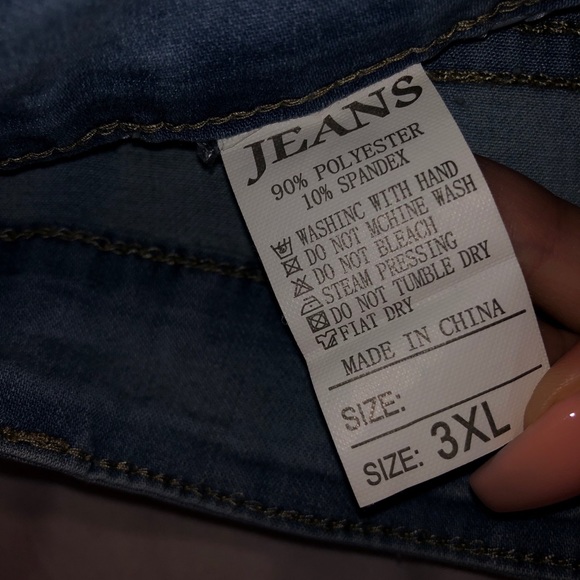 JEANS
90% POLYESTER
10% SPANDEX
WASHINC WITH HAND
DO NOT MCHINE WASH
DO NOT BLEACH
STEAM PRESSING
DO NOT TUMBLE DRY
FIAT DRY
MADE IN CHINA
SIZE:
SIZE: 3XL